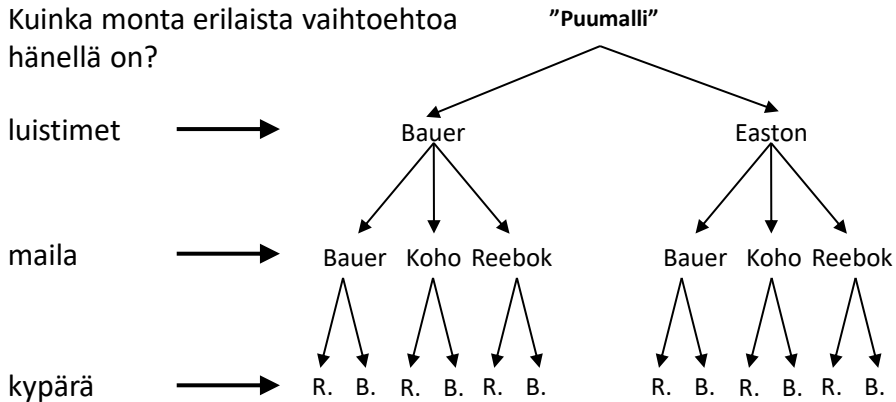 Kuinka monta erilaista vaihtoehtoa
hänellä on?
”Puumalli”
luistimet Bauer Easton
maila Bauer Koho Reebok Bauer Koho Reebok
kypärä R. B. R. B. R. B. R. B. R. B. R. B.